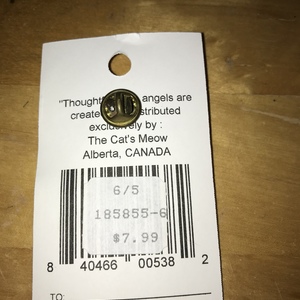 "Thought angels are
create stributed
exclusively by :
The Cat's Meow
Alberta, CANADA
6/5
185855-6
$7.99
8 40466 00538 2
TO: